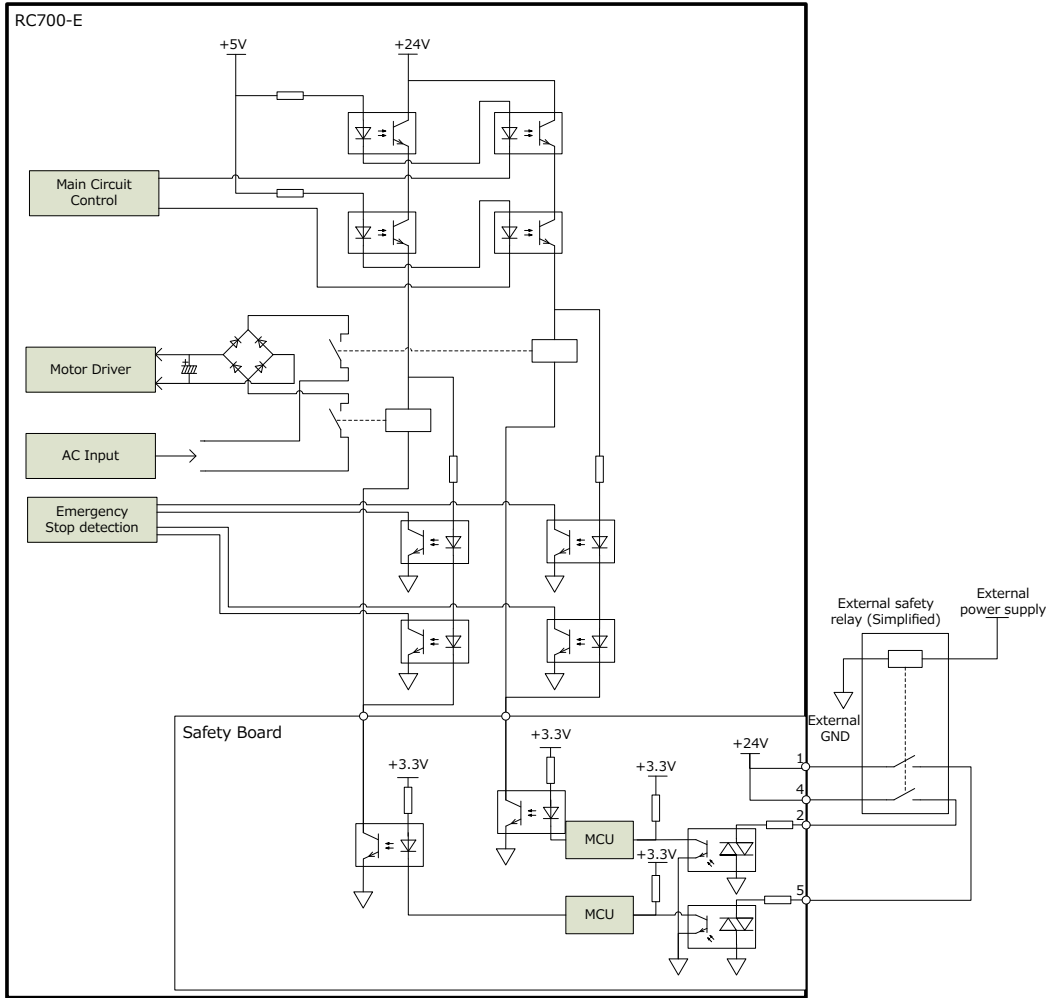 RC700-E
+5V
+24V
Main Circuit
Control
Motor Driver
+
AC Input
Emergency
Stop detection
External safety
relay (Simplified)
External
power supply
External
GND
Safety Board
+3.3V
+3.3V
+3.3V
+24V
1
4
2
MCU
+3.3V
5
MCU